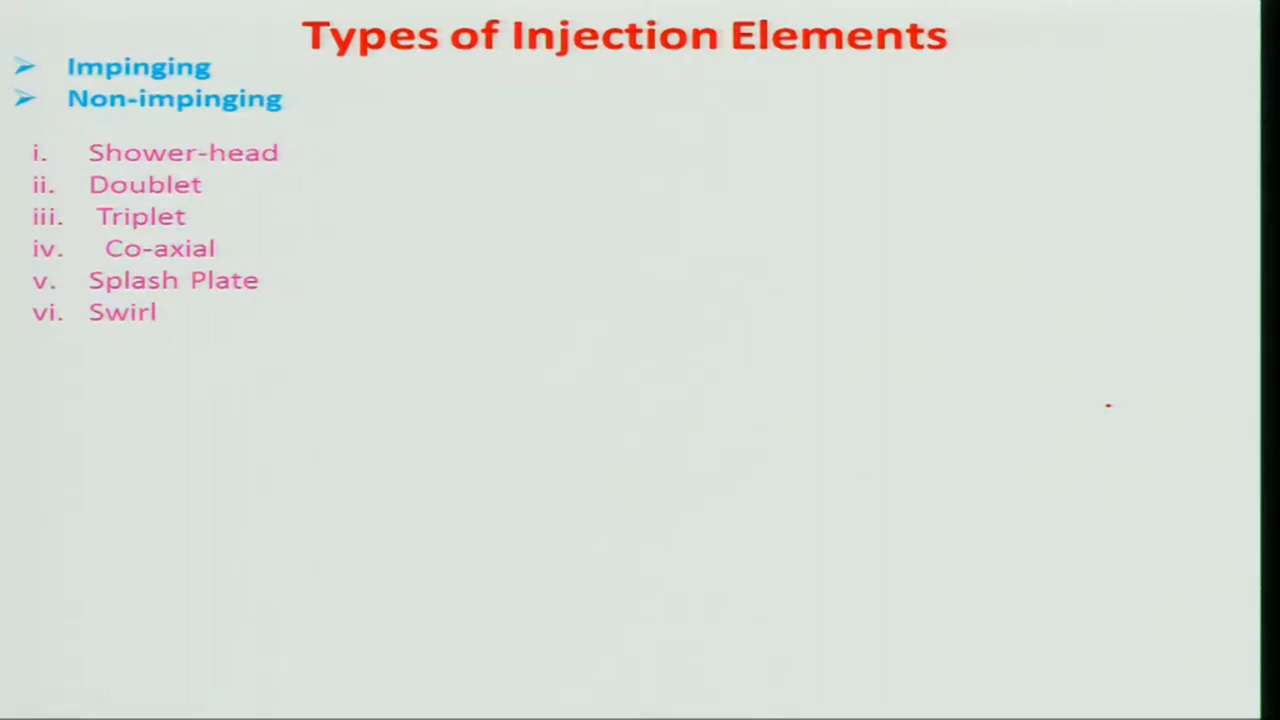 Types of Injection Elements
➢ Impinging
➢ Non-impinging
i. Shower-head
ii. Doublet
iii. Triplet
iv. Co-axial
v. Splash Plate
vi. Swirl